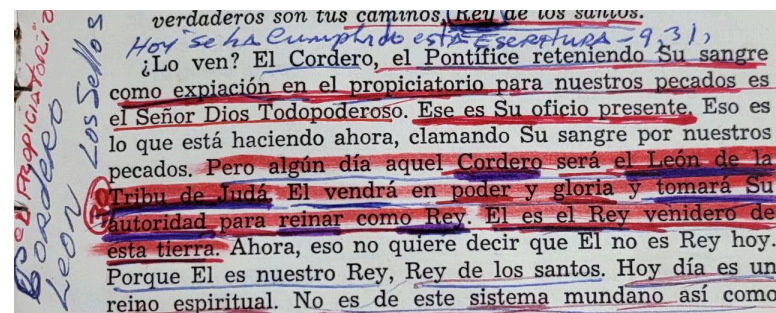 verdaderos son tus caminos, Rey de los santos.
Hoy se ha Cumplido esta Escritura - 9,31,
¿Lo ven? El Cordero, el Pontífice reteniendo Su sangre
como expiación en el propiciatorio para nuestros pecados es
el Señor Dios Todopoderoso. Ese es Su oficio presente. Eso es
lo que está haciendo ahora, clamando Su sangre por nuestros
pecados. Pero algún día aquel Cordero será el León de la
Tribu de Judá. El vendrá en poder y gloria y tomará Su
autoridad para reinar como Rey. El es el Rey venidero de
esta tierra. Ahora, eso no quiere decir que El no es Rey hoy.
Porque El es nuestro Rey, Rey de los santos. Hoy día es un
reino espiritual. No es de este sistema mundano así como
PROPICIATORIO
CORDERO
LEON LOS SELLOS